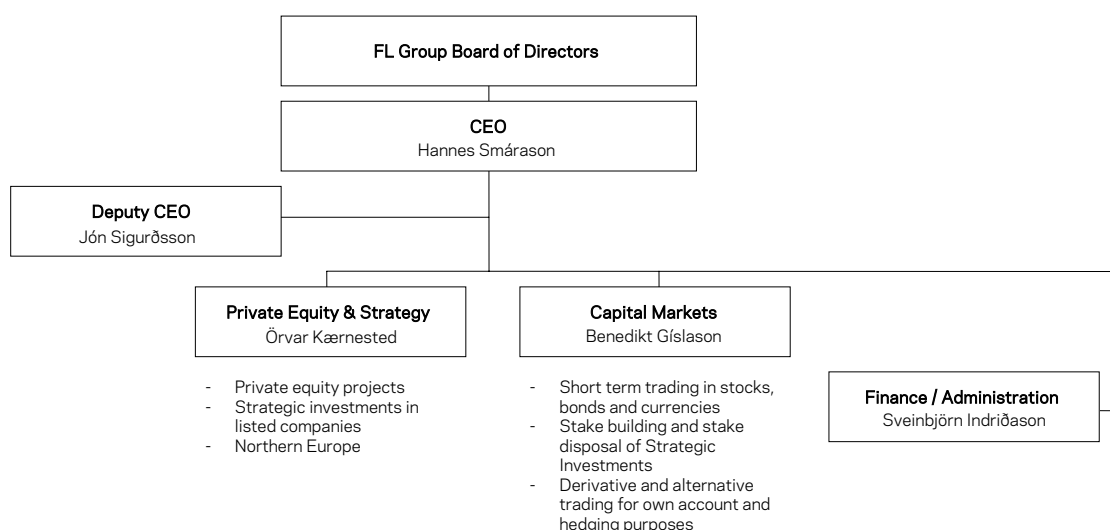 FL Group Board of Directors
CEO
Hannes Smárason
Deputy CEO
Jón Sigurðsson
Private Equity & Strategy
Örvar Kærnested
- Private equity projects
- Strategic investments in
listed companies
- Northern Europe
Capital Markets
Benedikt Gíslason
- Short term trading in stocks,
bonds and currencies
- Stake building and stake
disposal of Strategic
Investments
- Derivative and alternative
trading for own account and
hedging purposes
Finance / Administration
Sveinbjörn Indriðason